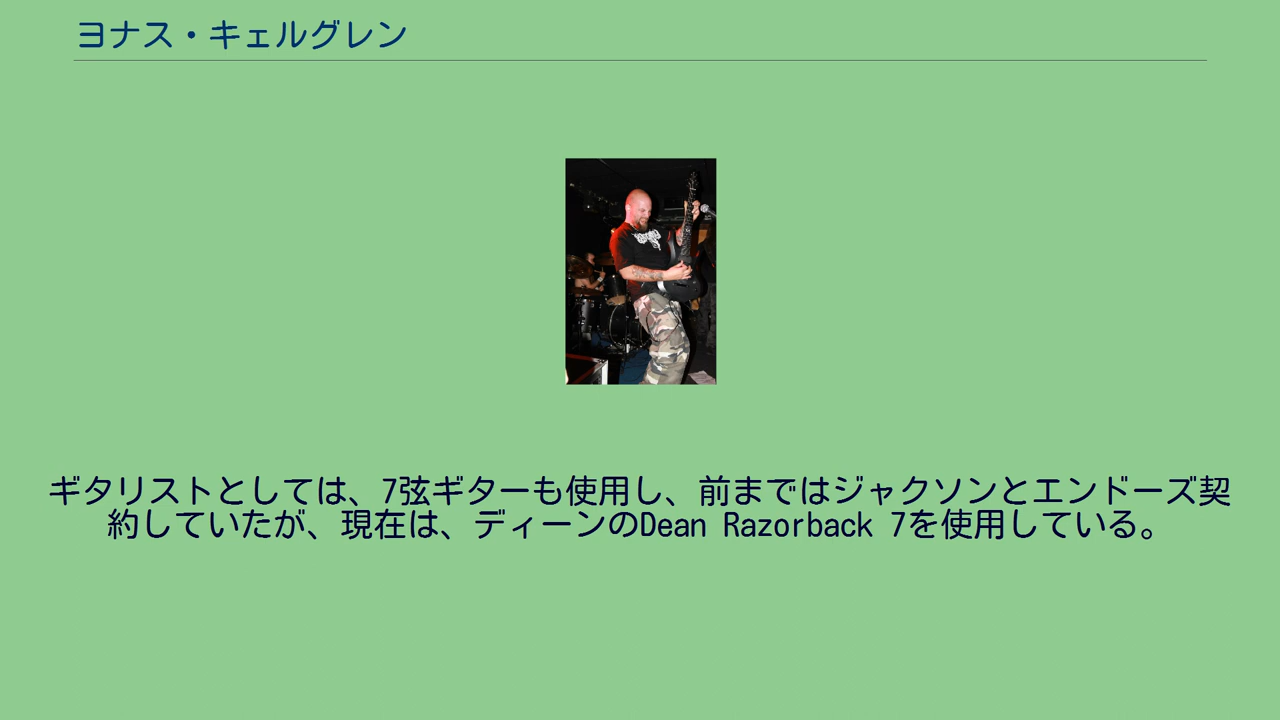 ヨナス・キェルグレン
ギタリストとしては、7弦ギターも使用し、前まではジャクソンとエンドーズ契
約していたが、現在は、ディーンのDean Razorback 7を使用している。